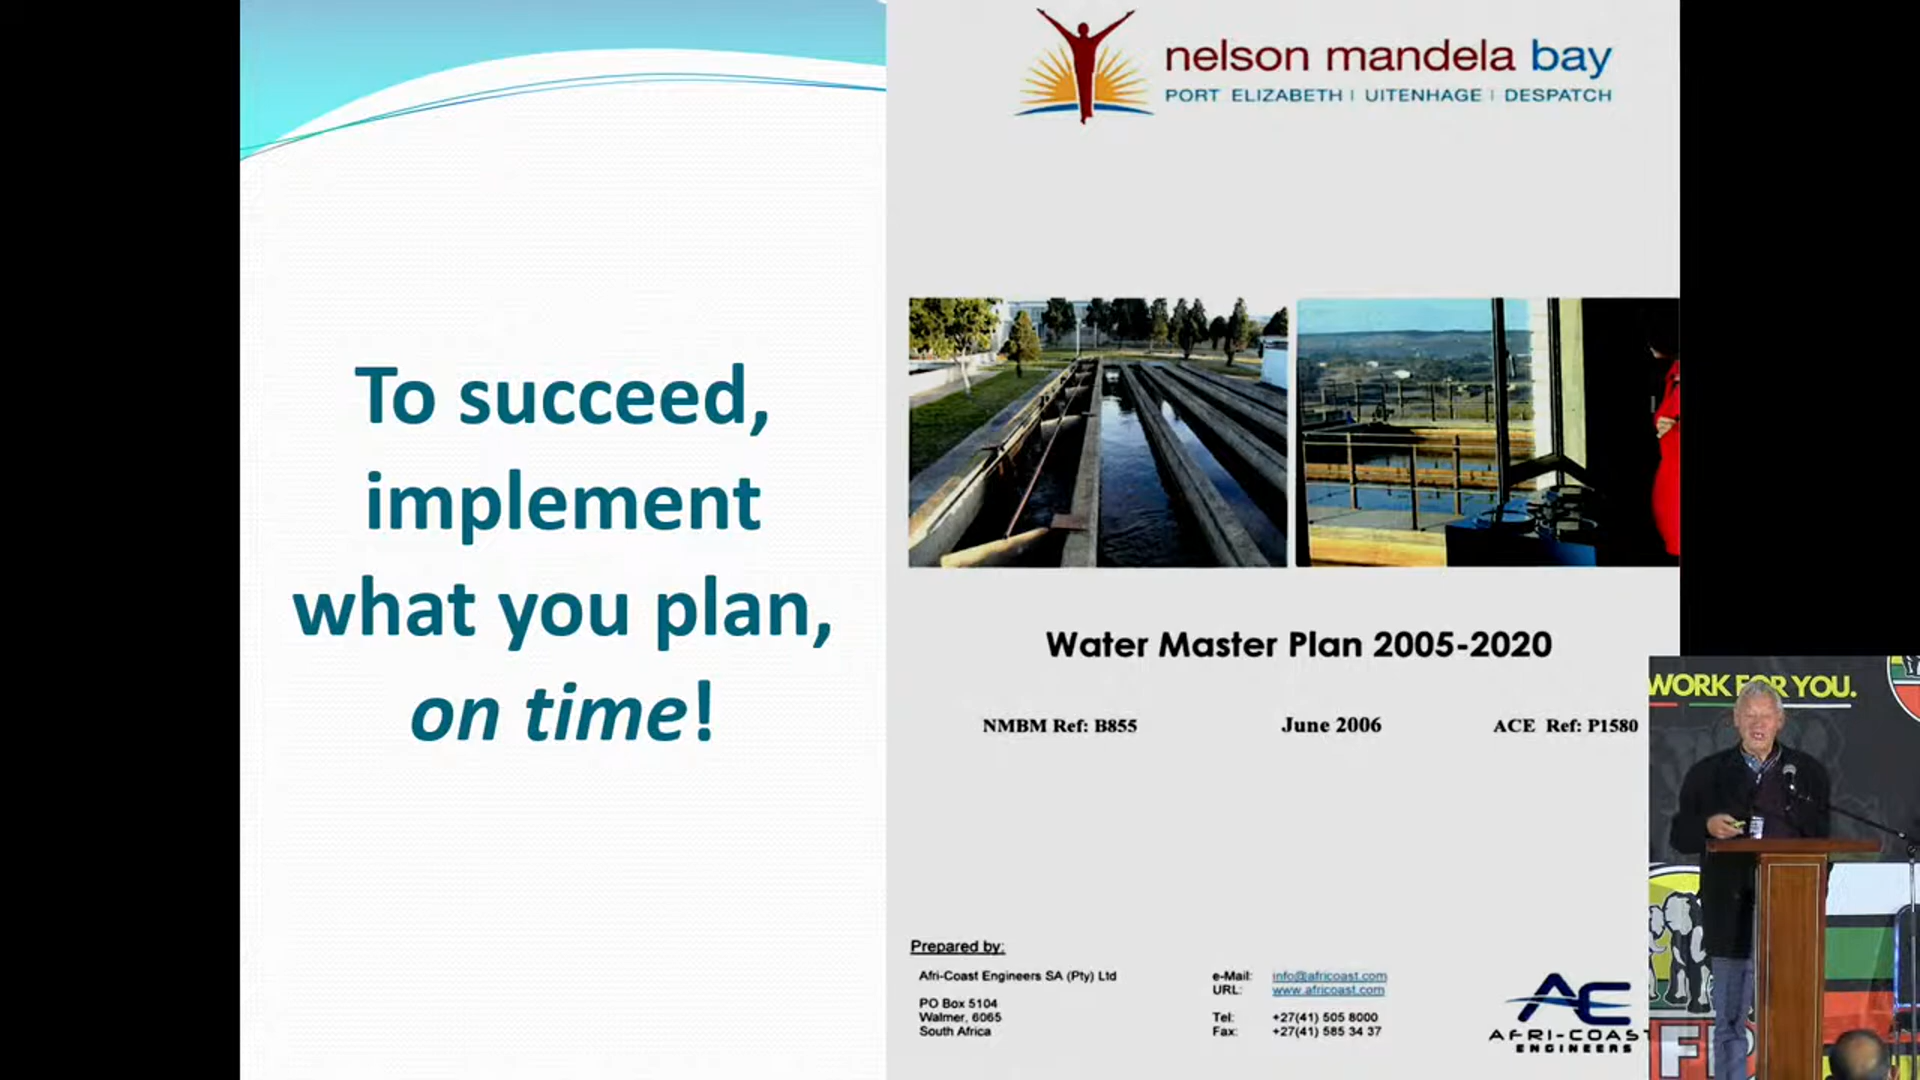 To succeed,
implement
what you plan,
on time!
nelson mandela bay
PORT ELIZABETH | UITENHAGE | DESPATCH
Water Master Plan 2005-2020
NMBM Ref: B855
June 2006
ACE Ref: P1580
Prepared by:
Afri-Coast Engineers SA (Pty) Ltd
PO Box 5104
Walmer, 6065
South Africa
e-Mail: info@africoast.com
URL: www.africoast.com
Tel: +27(41) 505 8000
Fax: +27(41) 585 34 37
AFRI-COAST
ENGINEERS
WORK FOR YOU.